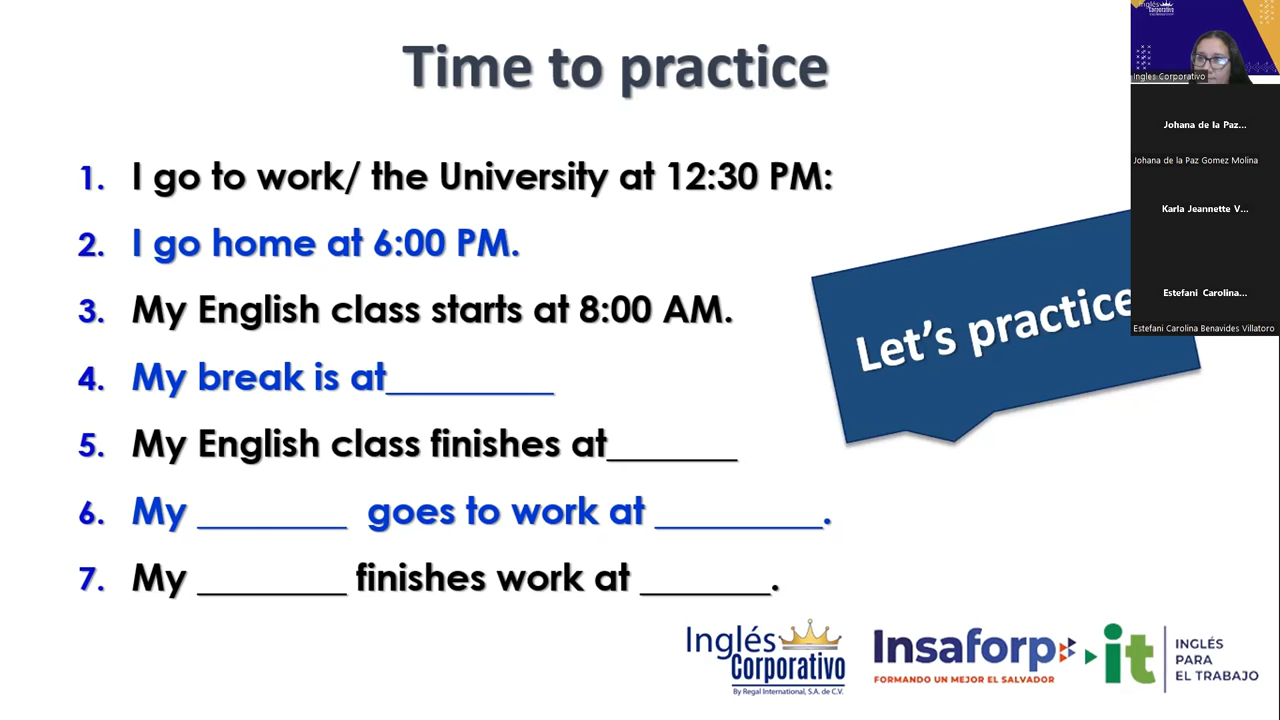 Time to practice
1. I go to work/ the University at 12:30 PM:
2. I go home at 6:00 PM.
3. My English class starts at 8:00 AM.
4. My break is at_________
5. My English class finishes at_______
6. My ________ goes to work at _________.
7. My ________ finishes work at _______.
Let's practice
Inglés
Corporativo
By Regal International, S.A. de C.V.
Insaforp
FORMANDO UN MEJOR EL SALVADOR
it
INGLÉS
PARA
EL TRABAJO
Inglés
Ingles Corporativo
Johana de la Paz...
Johana de la Paz Gomez Molina
Karla Jeannette V...
Estefani Carolina...
Estefani Carolina Benavides Villatoro